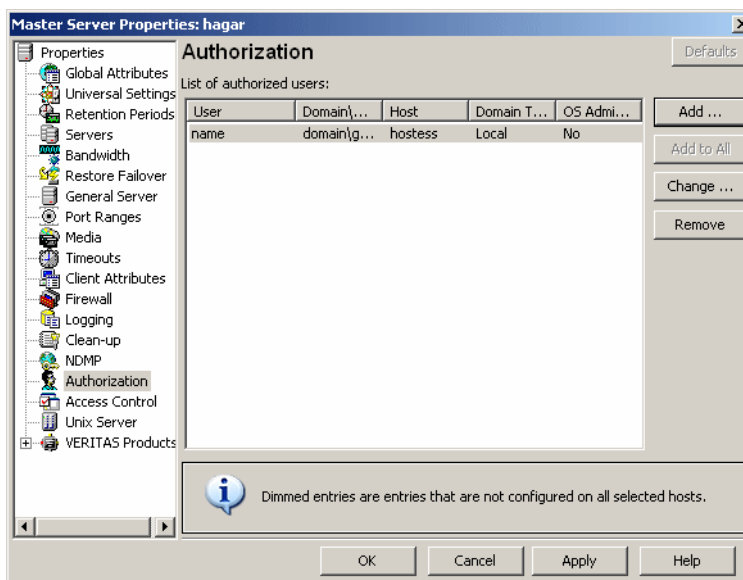 Master Server Properties: hagar
Properties
Global Attributes
Universal Settings
Retention Periods
Servers
Bandwidth
Restore Failover
General Server
Port Ranges
Media
Timeouts
Client Attributes
Firewall
Logging
Clean-up
NDMP
Authorization
Access Control
Unix Server
VERITAS Products
Authorization
Defaults
List of authorized users:
User Domain\... Host Domain T... OS Admi...
name domain\g... hostess Local No
Add ...
Add to All
Change ...
Remove
Dimmed entries are entries that are not configured on all selected hosts.
OK Cancel Apply Help